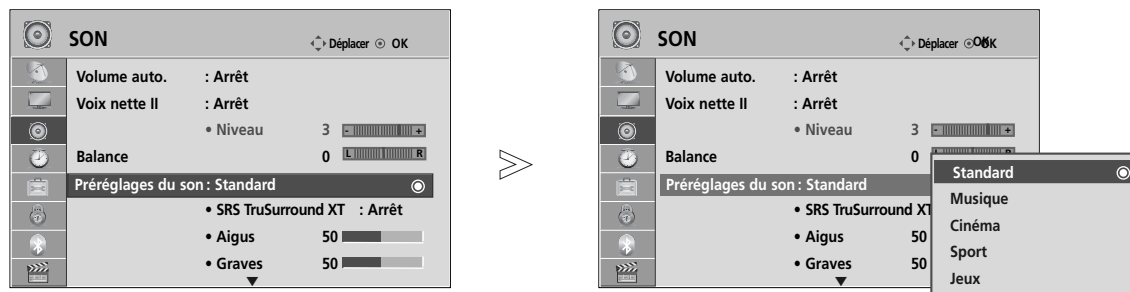 SON
Déplacer OK
Volume auto. : Arrêt
Voix nette II : Arrêt
• Niveau 3 - +
Balance 0 L R
Préréglages du son : Standard
• SRS TruSurround XT : Arrêt
• Aigus 50
• Graves 50
SON
Déplacer OK
Volume auto. : Arrêt
Voix nette II : Arrêt
• Niveau 3 - +
Balance 0
Préréglages du son : Standard
• SRS TruSurround XT
• Aigus 50
• Graves 50
Standard
Musique
Cinéma
Sport
Jeux